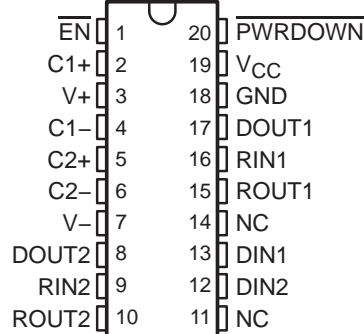 EN 1 20 PWRDOWN
C1+ 2 19 VCC
V+ 3 18 GND
C1− 4 17 DOUT1
C2+ 5 16 RIN1
C2− 6 15 ROUT1
V− 7 14 NC
DOUT2 8 13 DIN1
RIN2 9 12 DIN2
ROUT2 10 11 NC